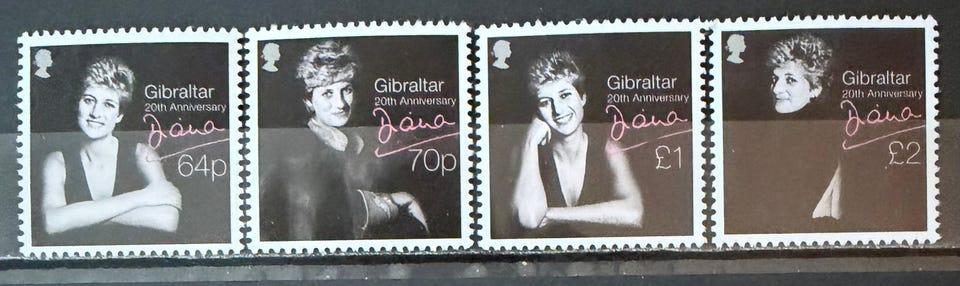 Gibraltar
20th Anniversary
Diana
64p
Gibraltar
20th Anniversary
Diana
70p
Gibraltar
20th Anniversary
Diana
£1
Gibraltar
20th Anniversary
Diana
£2